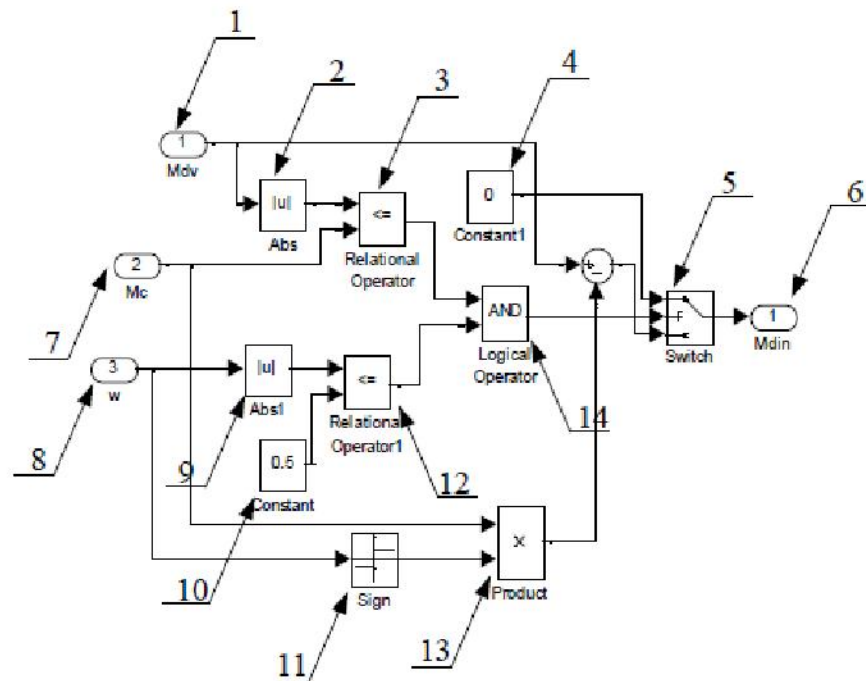 1
2
3
4
5
6
1
Mdv
|u|
Abs
<=
Relational
Operator
0
Constant1
+
−
2
Mc
7
AND
Logical
Operator
Switch
1
Mdin
3
w
8
|u|
Abs1
9
<=
Relational
Operator1
12
14
0.5
Constant
10
Sign
11
×
Product
13